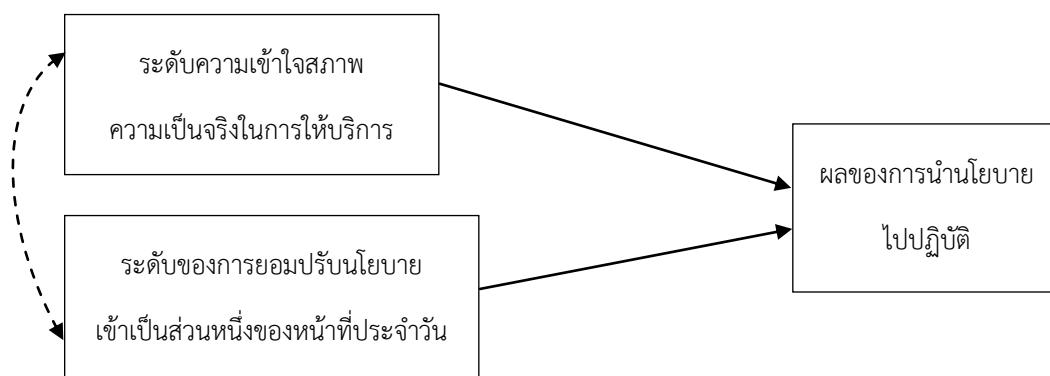 ระดับความเข้าใจสภาพ
ความเป็นจริงในการให้บริการ
ระดับของการยอมปรับนโยบาย
เข้าเป็นส่วนหนึ่งของหน้าที่ประจำวัน
ผลของการนำนโยบาย
ไปปฏิบัติ